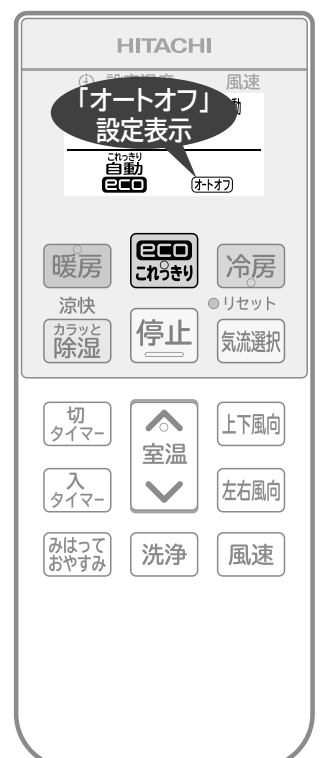 HITACHI
風速
「オートオフ」
設定表示
これっきり
自動
eco
オートオフ
暖房
eco
これっきり
冷房
涼快
リセット
カラッと
除湿
停止
気流選択
切
タイマー
室温
上下風向
入
タイマー
左右風向
みはって
おやすみ
洗浄
風速